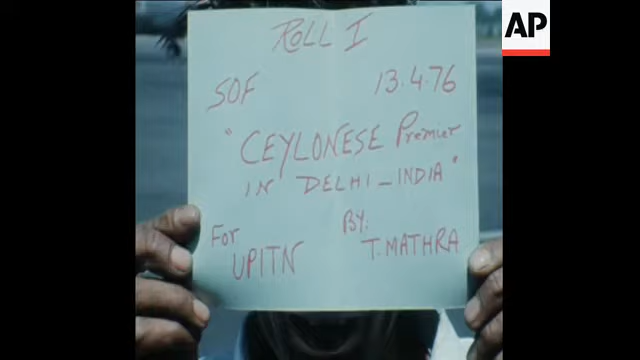 AP
ROLL I
SOF 13.4.76
"CEYLONESE Premier
IN DELHI - INDIA"
For UPITN
BY. T. MATHRA